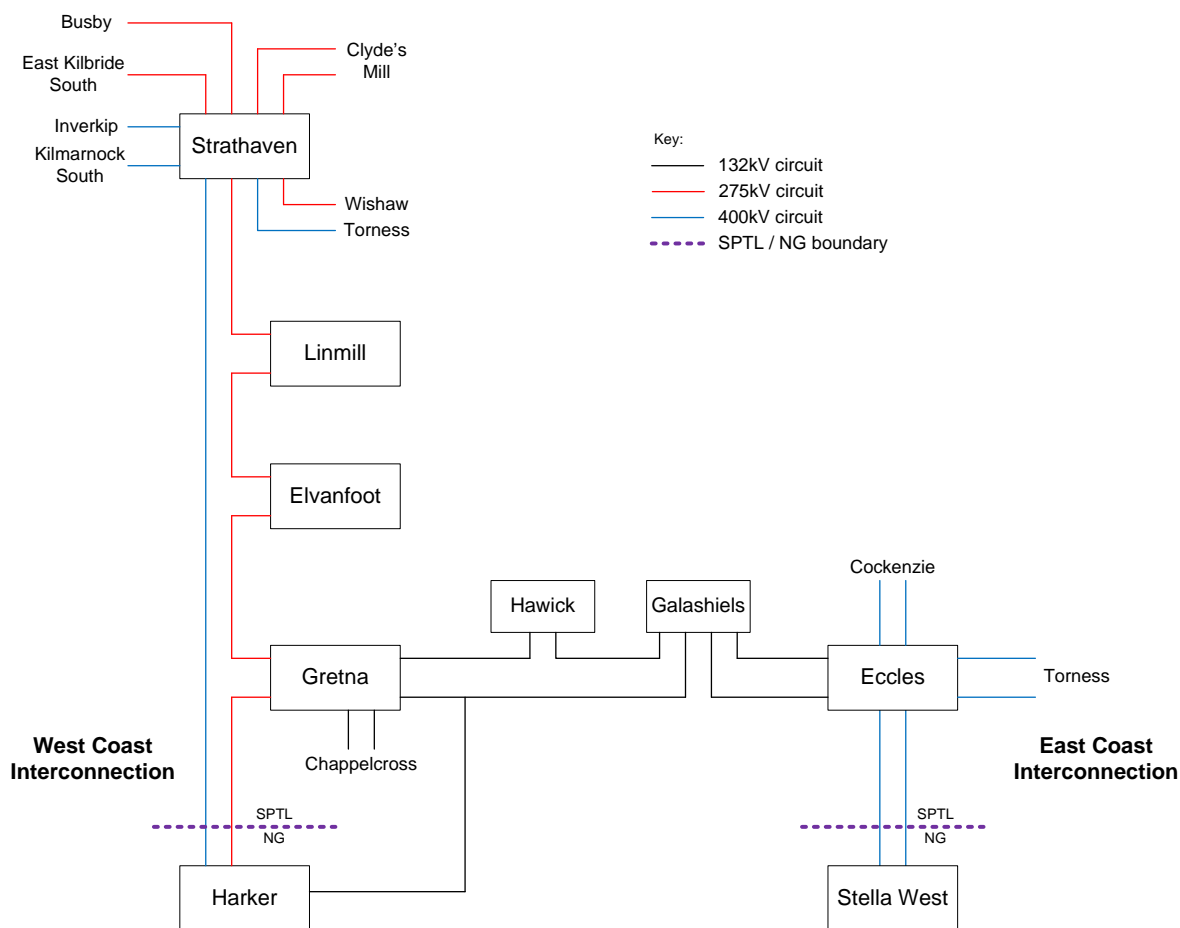 Busby
East Kilbride
South
Clyde's
Mill
Inverkip
Kilmarnock
South
Strathaven
Wishaw
Torness
Key:
132kV circuit
275kV circuit
400kV circuit
SPTL / NG boundary
Linmill
Elvanfoot
Cockenzie
Hawick
Galashiels
Gretna
Eccles
Torness
Chappelcross
West Coast
Interconnection
East Coast
Interconnection
SPTL
NG
SPTL
NG
Harker
Stella West